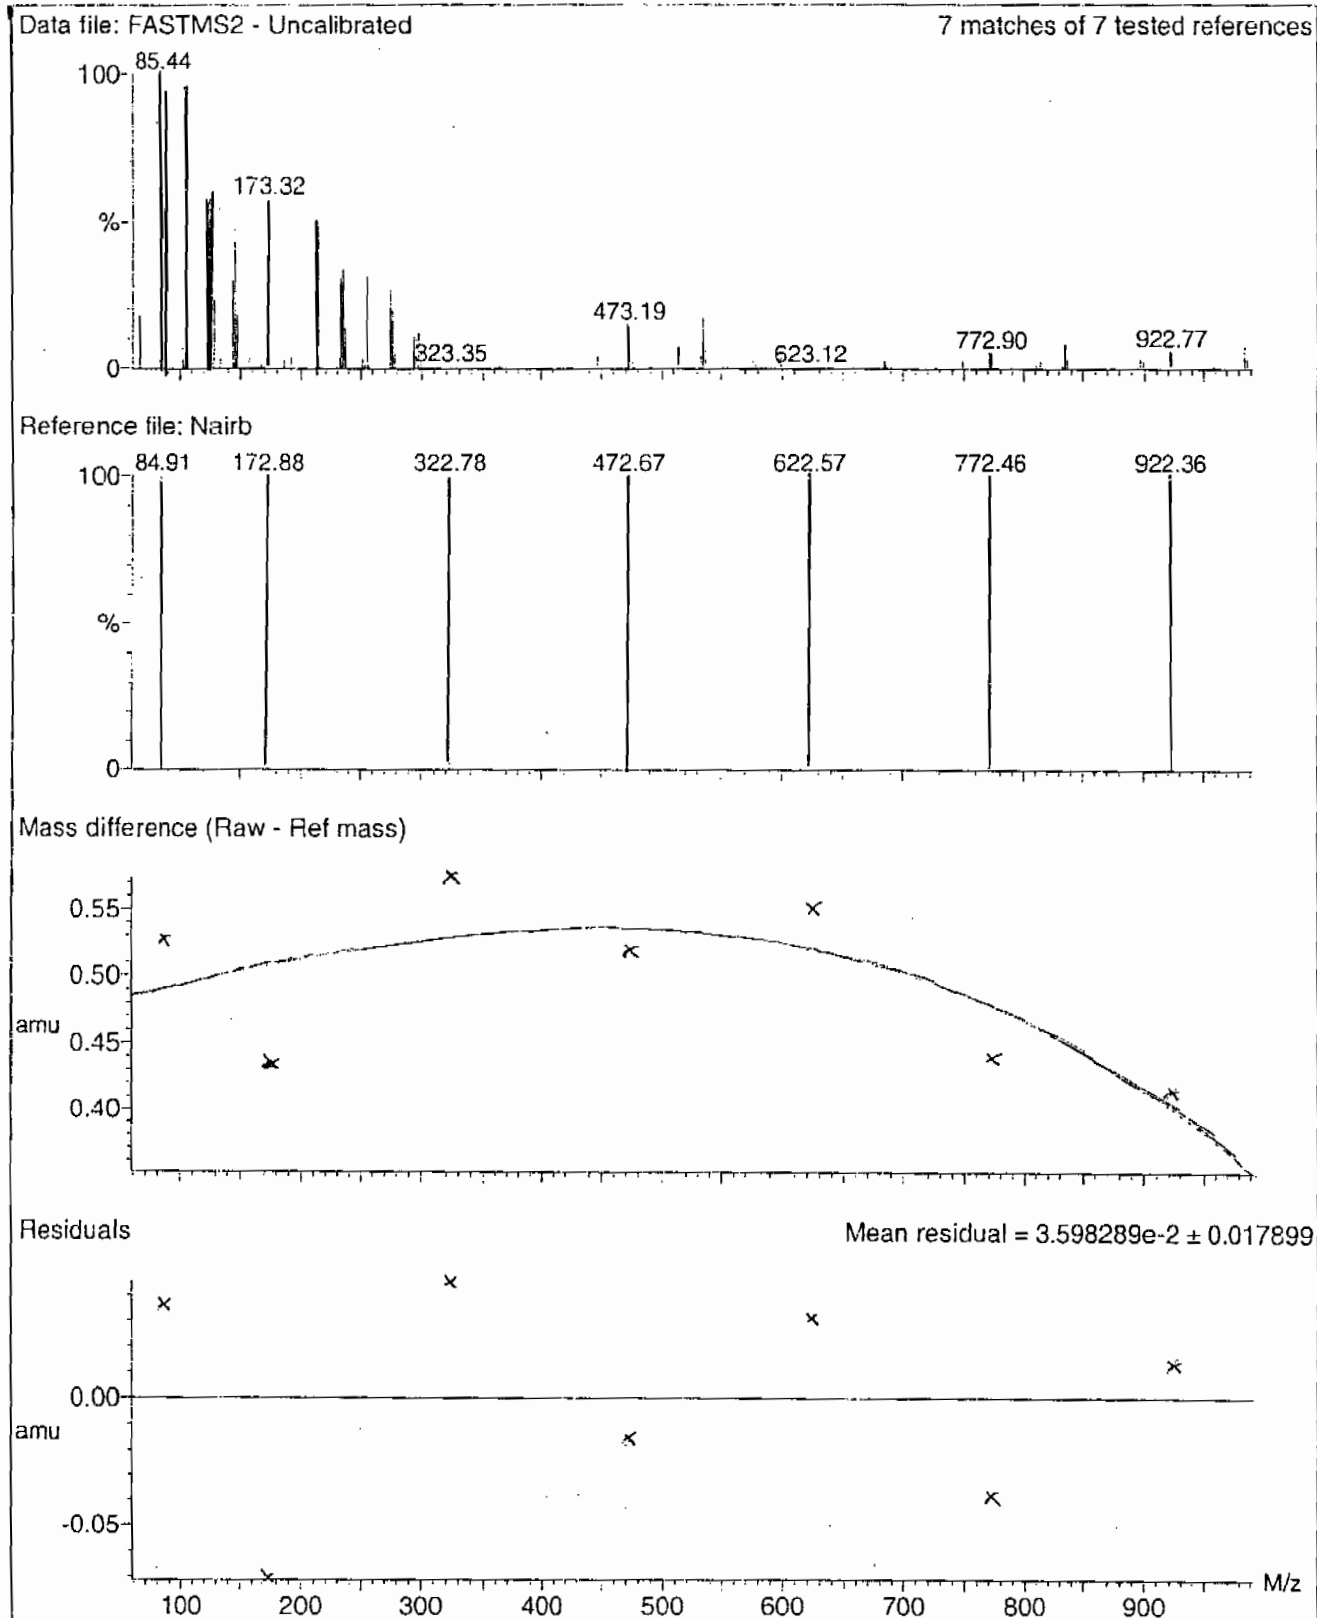 Data file: FASTMS2 - Uncalibrated 7 matches of 7 tested references
85.44
100
173.32
%
473.19
323.35 623.12 772.90 922.77
0
Reference file: Nairb
84.91 172.88 322.78 472.67 622.57 772.46 922.36
100
%
0
Mass difference (Raw - Ref mass)
0.55
0.50
amu
0.45
0.40
Residuals Mean residual = 3.598289e-2 ± 0.017899
0.00
amu
-0.05
M/z
100 200 300 400 500 600 700 800 900